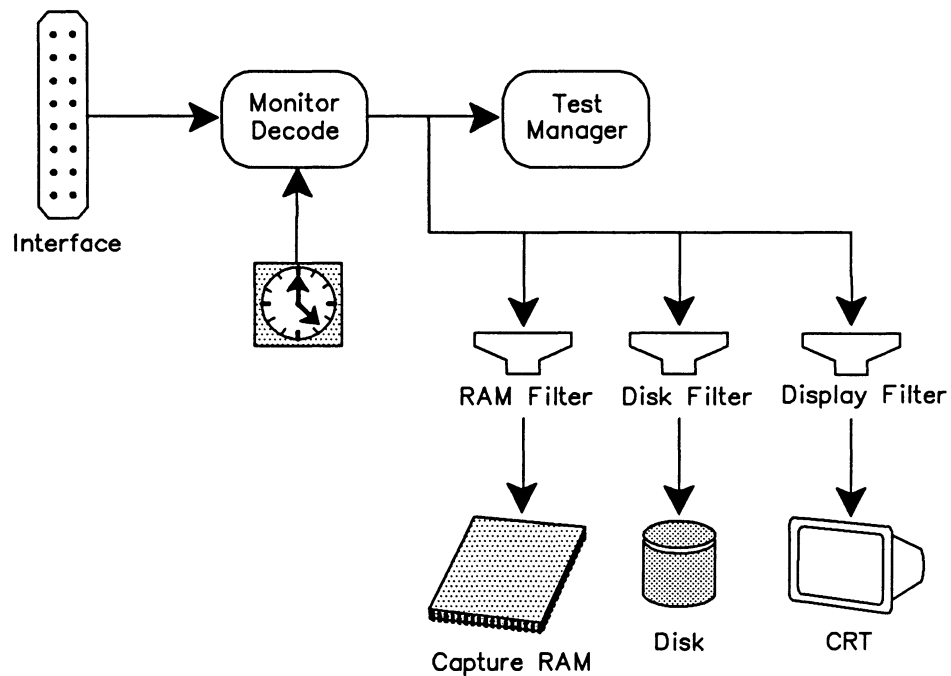 Monitor
Decode
Test
Manager
Interface
RAM Filter
Disk Filter
Display Filter
Capture RAM
Disk
CRT